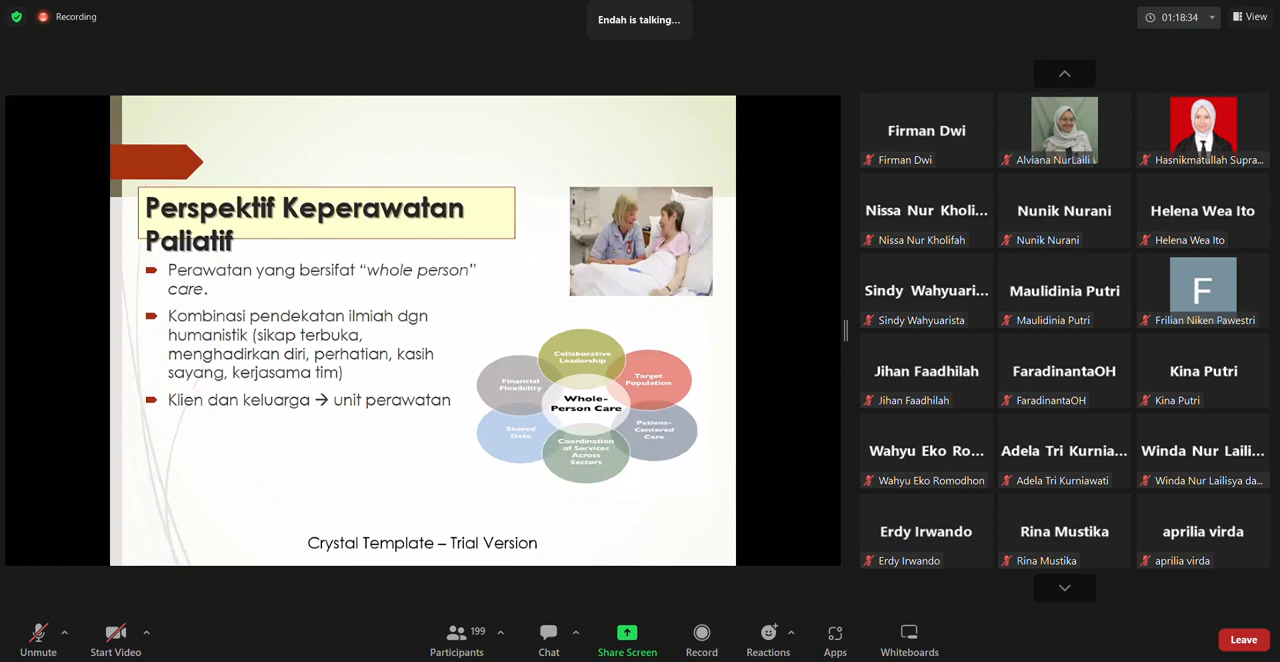 Recording
Endah is talking...
01:18:34
View
Perspektif Keperawatan
Paliatif
Perawatan yang bersifat “whole person”
care.
Kombinasi pendekatan ilmiah dgn
humanistik (sikap terbuka,
menghadirkan diri, perhatian, kasih
sayang, kerjasama tim)
Klien dan keluarga → unit perawatan
Collaborative
Leadership
Financial
Flexibility
Target
Population
Whole-
Person Care
Shared
Data
Patient-
Centered
Care
Coordination
of Services
Across
Sectors
Crystal Template – Trial Version
Firman Dwi
Firman Dwi
Alviana NurLaili
Hasnikmatullah Supra...
Nissa Nur Kholi...
Nissa Nur Kholifah
Nunik Nurani
Nunik Nurani
Helena Wea Ito
Helena Wea Ito
Sindy Wahyuari...
Sindy Wahyuarista
Maulidinia Putri
Maulidinia Putri
F
Frilian Niken Pawestri
Jihan Faadhilah
Jihan Faadhilah
FaradinantaOH
FaradinantaOH
Kina Putri
Kina Putri
Wahyu Eko Ro...
Wahyu Eko Romodhon
Adela Tri Kurnia...
Adela Tri Kurniawati
Winda Nur Laili...
Winda Nur Lailisya da...
Erdy Irwando
Erdy Irwando
Rina Mustika
Rina Mustika
aprilia virda
aprilia virda
Unmute
Start Video
199
Participants
Chat
Share Screen
Record
Reactions
Apps
Whiteboards
Leave